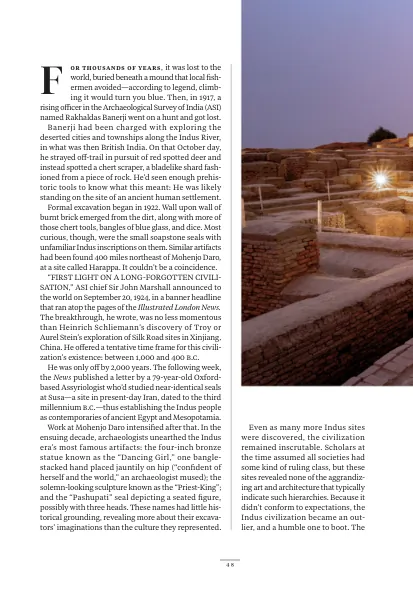 FOR THOUSANDS OF YEARS, it was lost to the
world, buried beneath a mound that local fish-
ermen avoided—according to legend, climb-
ing it would turn you blue. Then, in 1917, a
rising officer in the Archaeological Survey of India (ASI)
named Rakhaldas Banerji went on a hunt and got lost.
Banerji had been charged with exploring the
deserted cities and townships along the Indus River,
in what was then British India. On that October day,
he strayed off-trail in pursuit of red spotted deer and
instead spotted a chert scraper, a bladelike shard fash-
ioned from a piece of rock. He’d seen enough prehis-
toric tools to know what this meant: He was likely
standing on the site of an ancient human settlement.
Formal excavation began in 1922. Wall upon wall of
burnt brick emerged from the dirt, along with more of
those chert tools, bangles of blue glass, and dice. Most
curious, though, were the small soapstone seals with
unfamiliar Indus inscriptions on them. Similar artifacts
had been found 400 miles northeast of Mohenjo Daro,
at a site called Harappa. It couldn’t be a coincidence.
“FIRST LIGHT ON A LONG-FORGOTTEN CIVILI-
SATION,” ASI chief Sir John Marshall announced to
the world on September 20, 1924, in a banner headline
that ran atop the pages of the Illustrated London News.
The breakthrough, he wrote, was no less momentous
than Heinrich Schliemann’s discovery of Troy or
Aurel Stein’s exploration of Silk Road sites in Xinjiang,
China. He offered a tentative time frame for this civili-
zation’s existence: between 1,000 and 400 B.C.
He was only off by 2,000 years. The following week,
the News published a letter by a 79-year-old Oxford-
based Assyriologist who’d studied near-identical seals
at Susa—a site in present-day Iran, dated to the third
millennium B.C.—thus establishing the Indus people
as contemporaries of ancient Egypt and Mesopotamia.
Work at Mohenjo Daro intensified after that. In the
ensuing decade, archaeologists unearthed the Indus
era’s most famous artifacts: the four-inch bronze
statue known as the “Dancing Girl,” one bangle-
stacked hand placed jauntily on hip (“confident of
herself and the world,” an archaeologist mused); the
solemn-looking sculpture known as the “Priest-King”;
and the “Pashupati” seal depicting a seated figure,
possibly with three heads. These names had little his-
torical grounding, revealing more about their excava-
tors’ imaginations than the culture they represented.
Even as many more Indus sites
were discovered, the civilization
remained inscrutable. Scholars at
the time assumed all societies had
some kind of ruling class, but these
sites revealed none of the aggrandiz-
ing art and architecture that typically
indicate such hierarchies. Because it
didn’t conform to expectations, the
Indus civilization became an out-
lier, and a humble one to boot. The
48